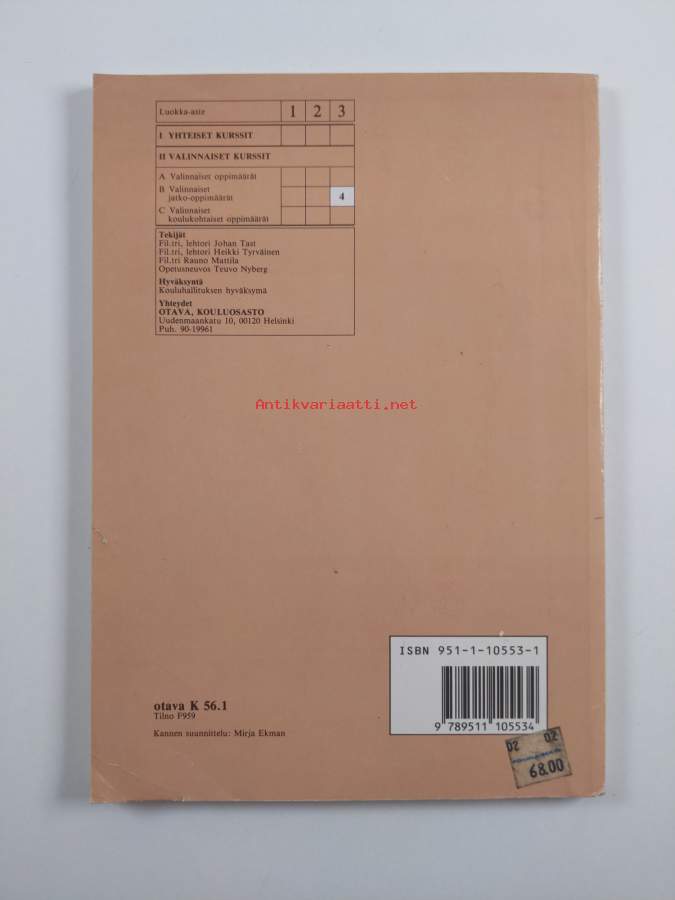 Luokka-aste 1 2 3
I YHTEISET KURSSIT
II VALINNAISET KURSSIT
A Valinnaiset oppimäärät
B Valinnaiset
jatko-oppimäärät 4
C Valinnaiset
koulukohtaiset oppimäärät
Tekijät
Fil.tri, lehtori Johan Tast
Fil.tri, lehtori Heikki Tyrväinen
Fil.tri Rauno Mattila
Opetusneuvos Teuvo Nyberg
Hyväksyntä
Kouluhallituksen hyväksymä
Yhteydet
OTAVA, KOULUOSASTO
Uudenmaankatu 10, 00120 Helsinki
Puh. 90-19961
Antikvariaatti.net
ISBN 951-1-10553-1
9 789511 105534
otava K 56.1
Tilno F959
Kannen suunnittelu: Mirja Ekman
68.00